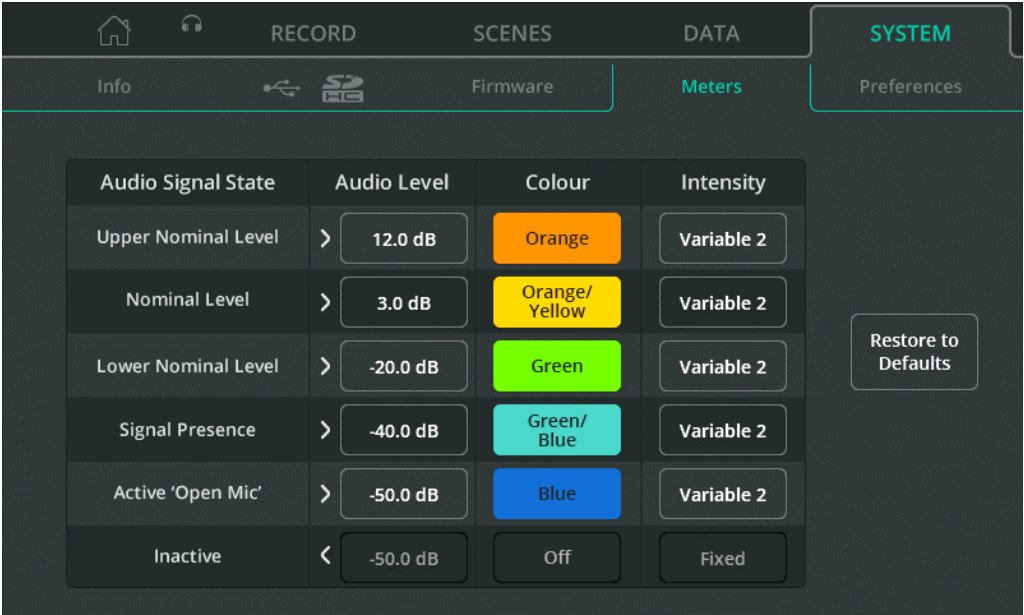 RECORD SCENES DATA SYSTEM
Info SD HC Firmware Meters Preferences
Audio Signal State Audio Level Colour Intensity
Upper Nominal Level > 12.0 dB Orange Variable 2
Nominal Level > 3.0 dB Orange/
Yellow Variable 2
Lower Nominal Level > -20.0 dB Green Variable 2
Signal Presence > -40.0 dB Green/
Blue Variable 2
Active ‘Open Mic’ > -50.0 dB Blue Variable 2
Inactive < -50.0 dB Off Fixed
Restore to
Defaults